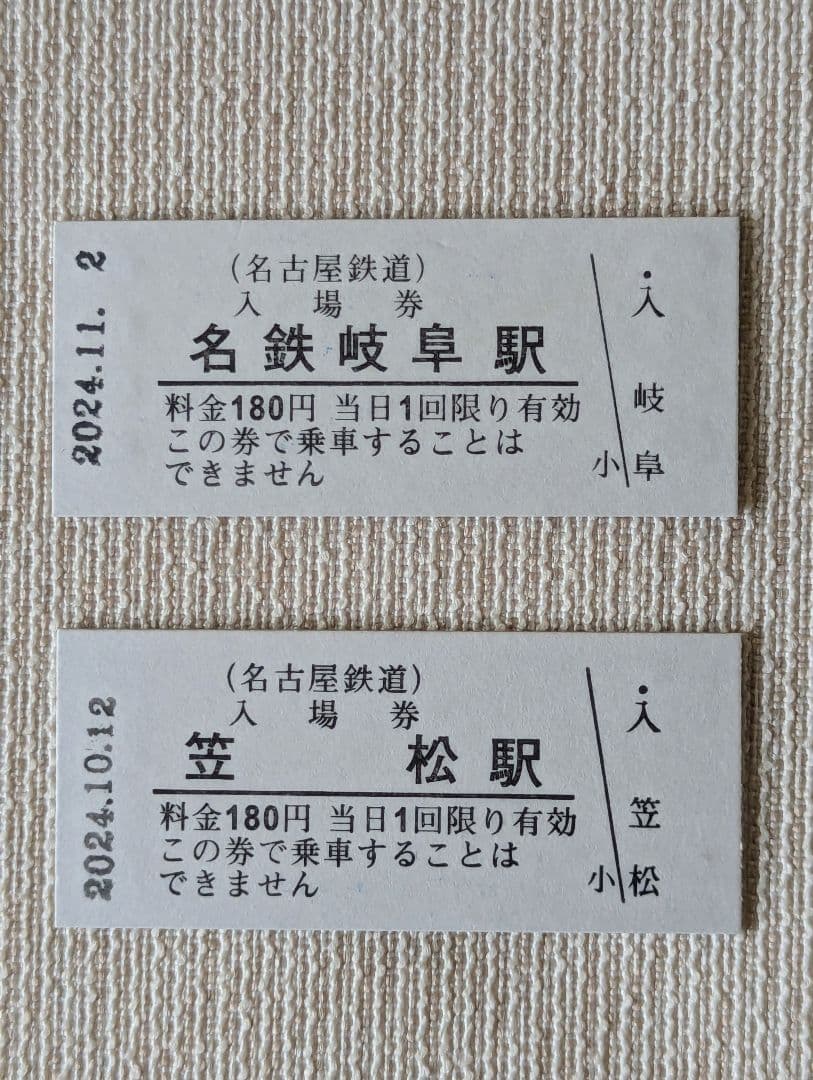 2024.11. 2
(名古屋鉄道)
入場券
名鉄岐阜駅
料金180円 当日1回限り有効
この券で乗車することは
できません
小
・入
岐阜
2024.10.12
(名古屋鉄道)
入場券
笠松駅
料金180円 当日1回限り有効
この券で乗車することは
できません
小
・入
笠松